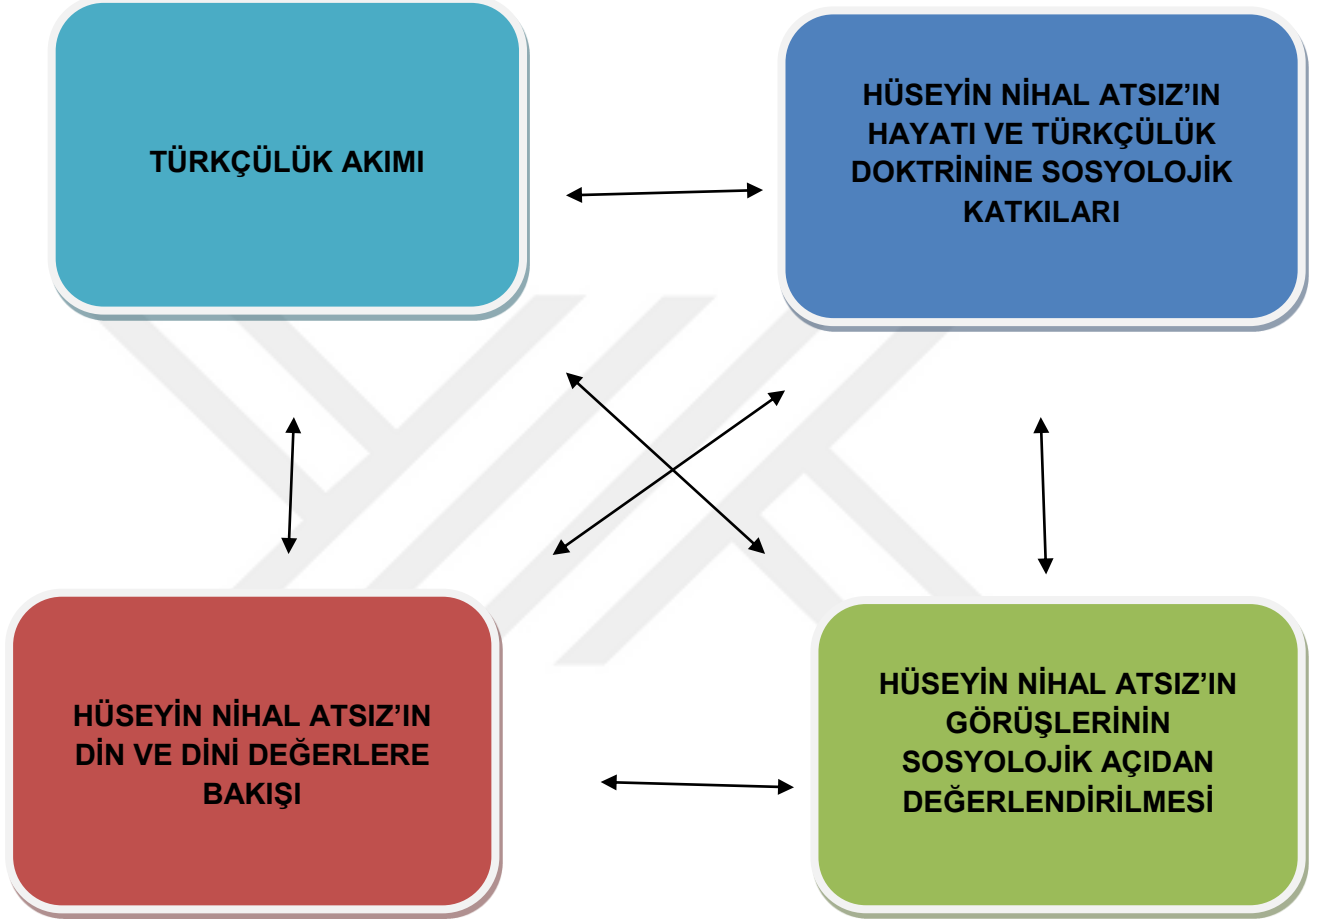 TÜRKÇÜLÜK AKIMI
HÜSEYİN NİHAL ATSIZ’IN
HAYATI VE TÜRKÇÜLÜK
DOKTRİNİNE SOSYOLOJİK
KATKILARI
HÜSEYİN NİHAL ATSIZ’IN
DİN VE DİNİ DEĞERLERE
BAKIŞI
HÜSEYİN NİHAL ATSIZ’IN
GÖRÜŞLERİNİN
SOSYOLOJİK AÇIDAN
DEĞERLENDİRİLMESİ